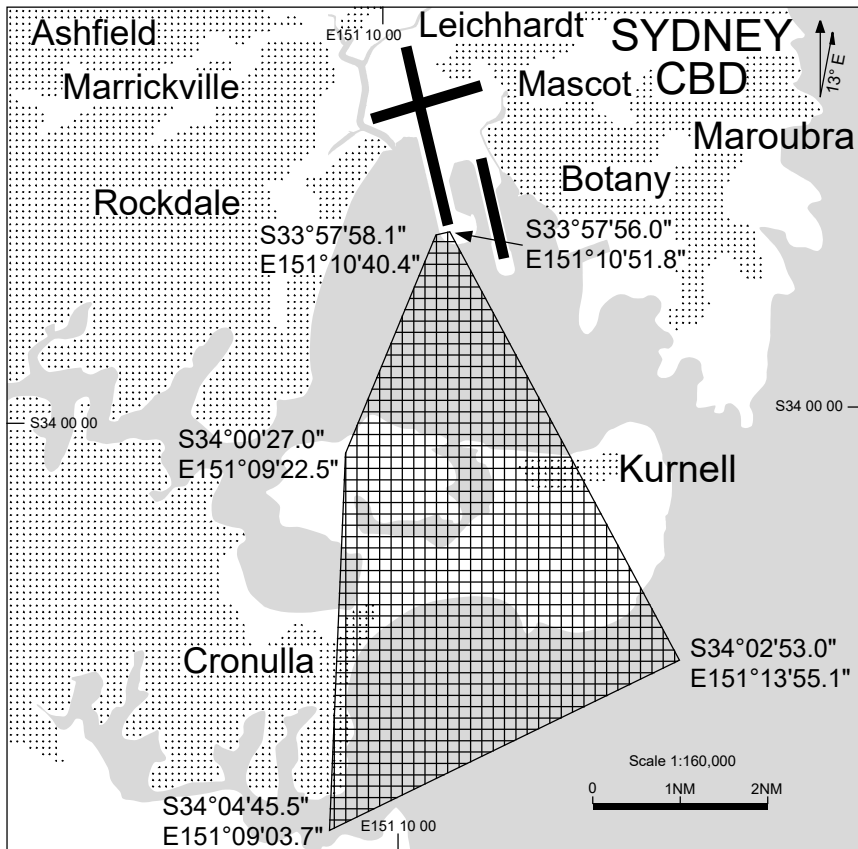 Ashfield
E151 10 00
Leichhardt
SYDNEY
CBD
13° E
Marrickville
Mascot
Maroubra
Botany
Rockdale
S33°57'58.1"
E151°10'40.4"
S33°57'56.0"
E151°10'51.8"
S34 00 00
S34 00 00
S34°00'27.0"
E151°09'22.5"
Kurnell
Cronulla
S34°02'53.0"
E151°13'55.1"
Scale 1:160,000
0 1NM 2NM
S34°04'45.5"
E151°09'03.7"
E151 10 00